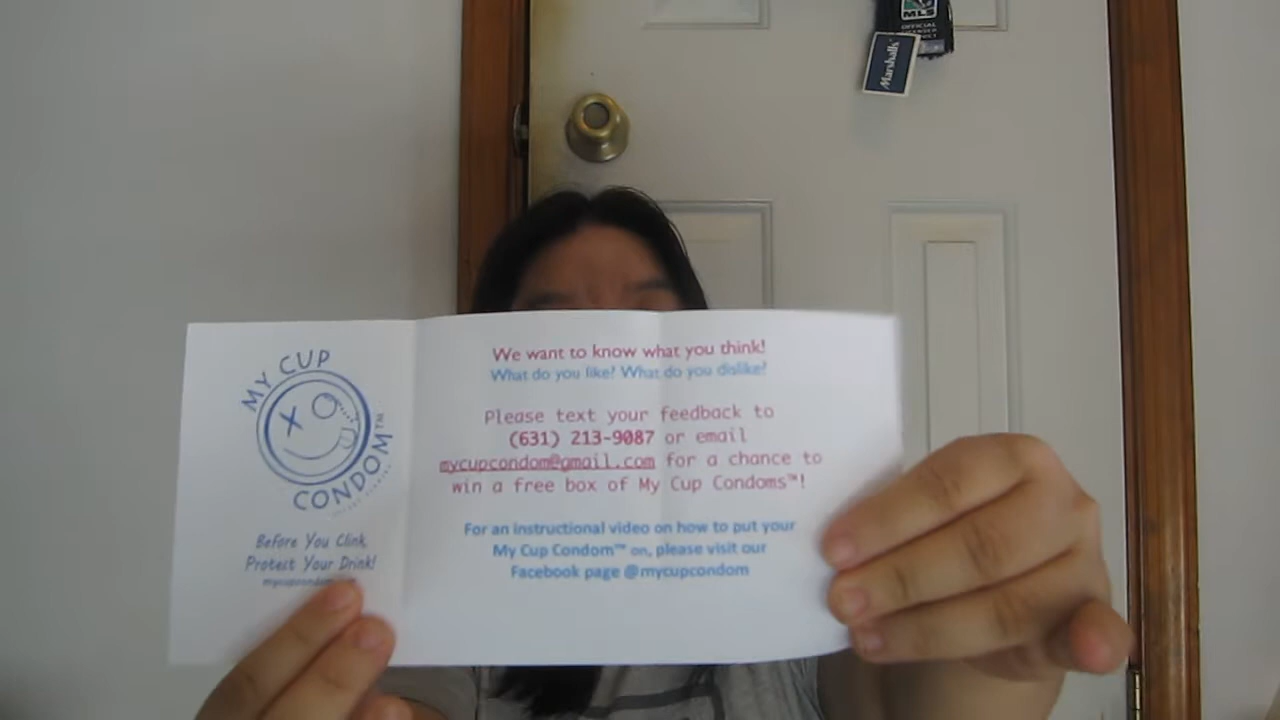 MLS
OFFICIAL
Marshalls
MY CUP
CONDOM™
Before You Clink,
Protect Your Drink!
We want to know what you think!
What do you like? What do you dislike?
Please text your feedback to
(631) 213-9087 or email
mycupcondom@gmail.com for a chance to
win a free box of My Cup Condoms™!
For an instructional video on how to put your
My Cup Condom™ on, please visit our
Facebook page @mycupcondom